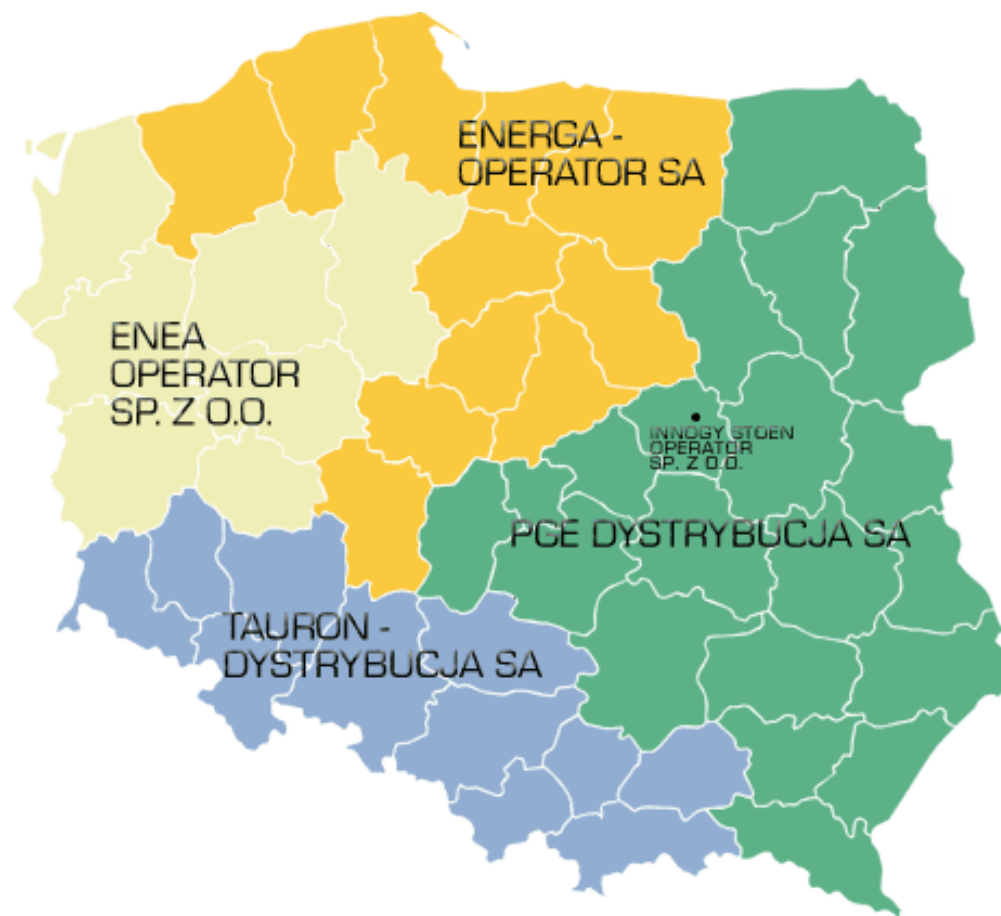 ENERGA -
OPERATOR SA
ENEA
OPERATOR
SP. Z O.O.
INNOGY STOEN
OPERATOR
SP. Z O.O.
PGE DYSTRYBUCJA SA
TAURON -
DYSTRYBUCJA SA